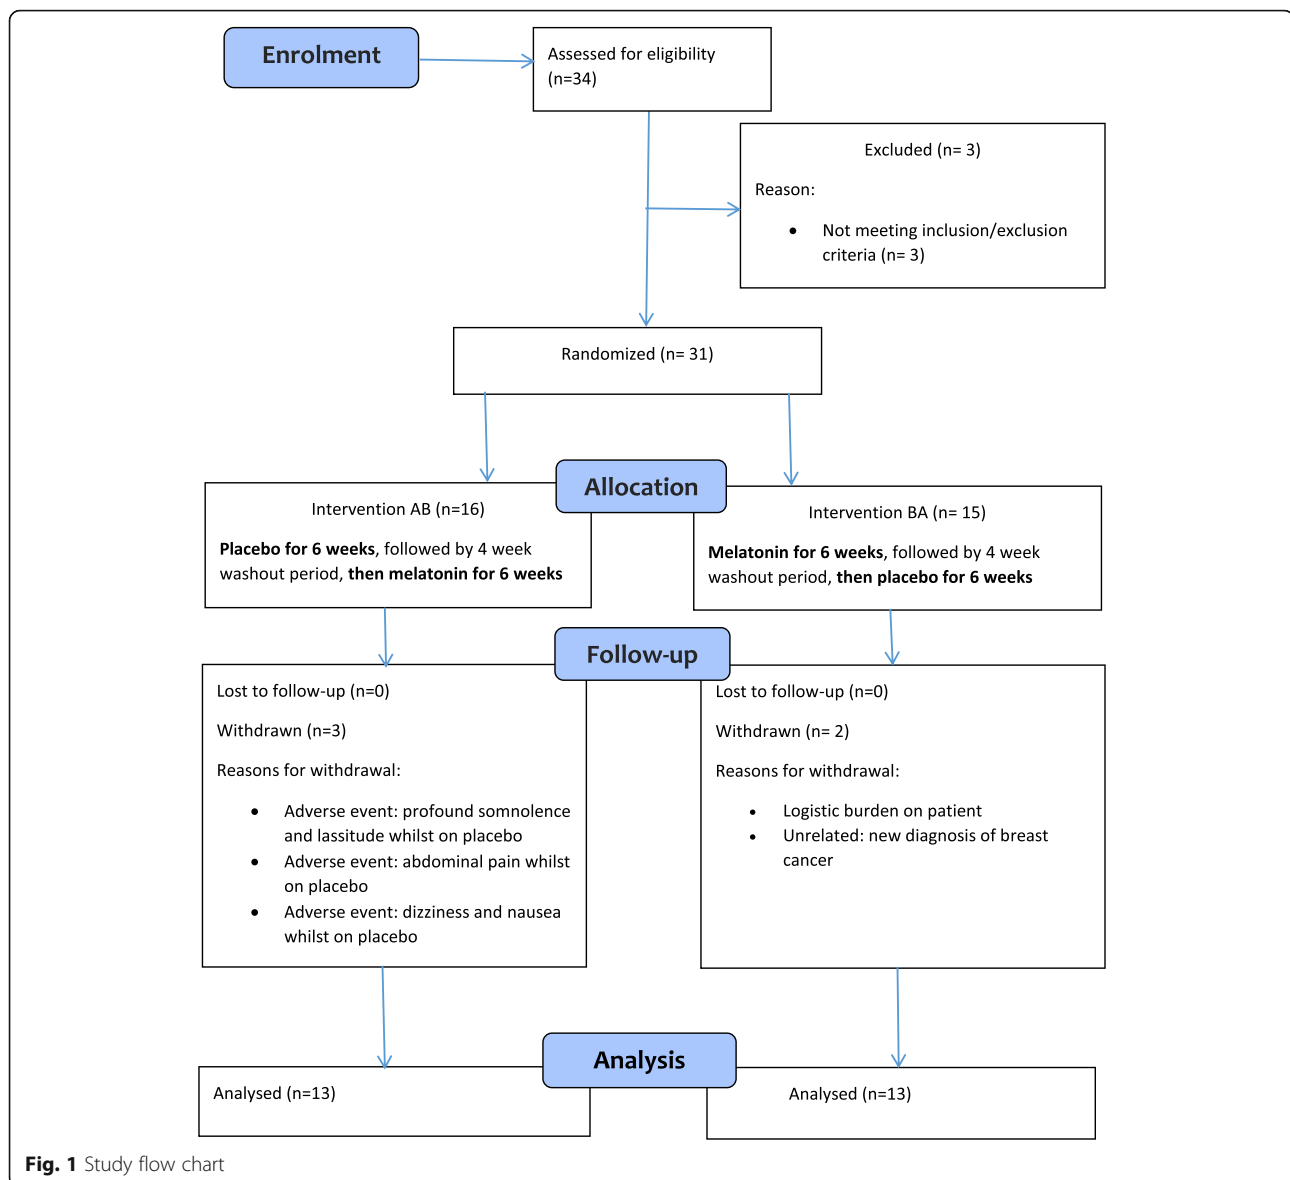 Enrolment
Assessed for eligibility
(n=34)
Excluded (n= 3)
Reason:
• Not meeting inclusion/exclusion
criteria (n= 3)
Randomized (n= 31)
Allocation
Intervention AB (n=16)
Placebo for 6 weeks, followed by 4 week
washout period, then melatonin for 6 weeks
Intervention BA (n= 15)
Melatonin for 6 weeks, followed by 4 week
washout period, then placebo for 6 weeks
Follow-up
Lost to follow-up (n=0)
Withdrawn (n=3)
Reasons for withdrawal:
• Adverse event: profound somnolence
and lassitude whilst on placebo
• Adverse event: abdominal pain whilst
on placebo
• Adverse event: dizziness and nausea
whilst on placebo
Lost to follow-up (n=0)
Withdrawn (n= 2)
Reasons for withdrawal:
• Logistic burden on patient
• Unrelated: new diagnosis of breast
cancer
Analysis
Analysed (n=13)
Analysed (n=13)
Fig. 1 Study flow chart